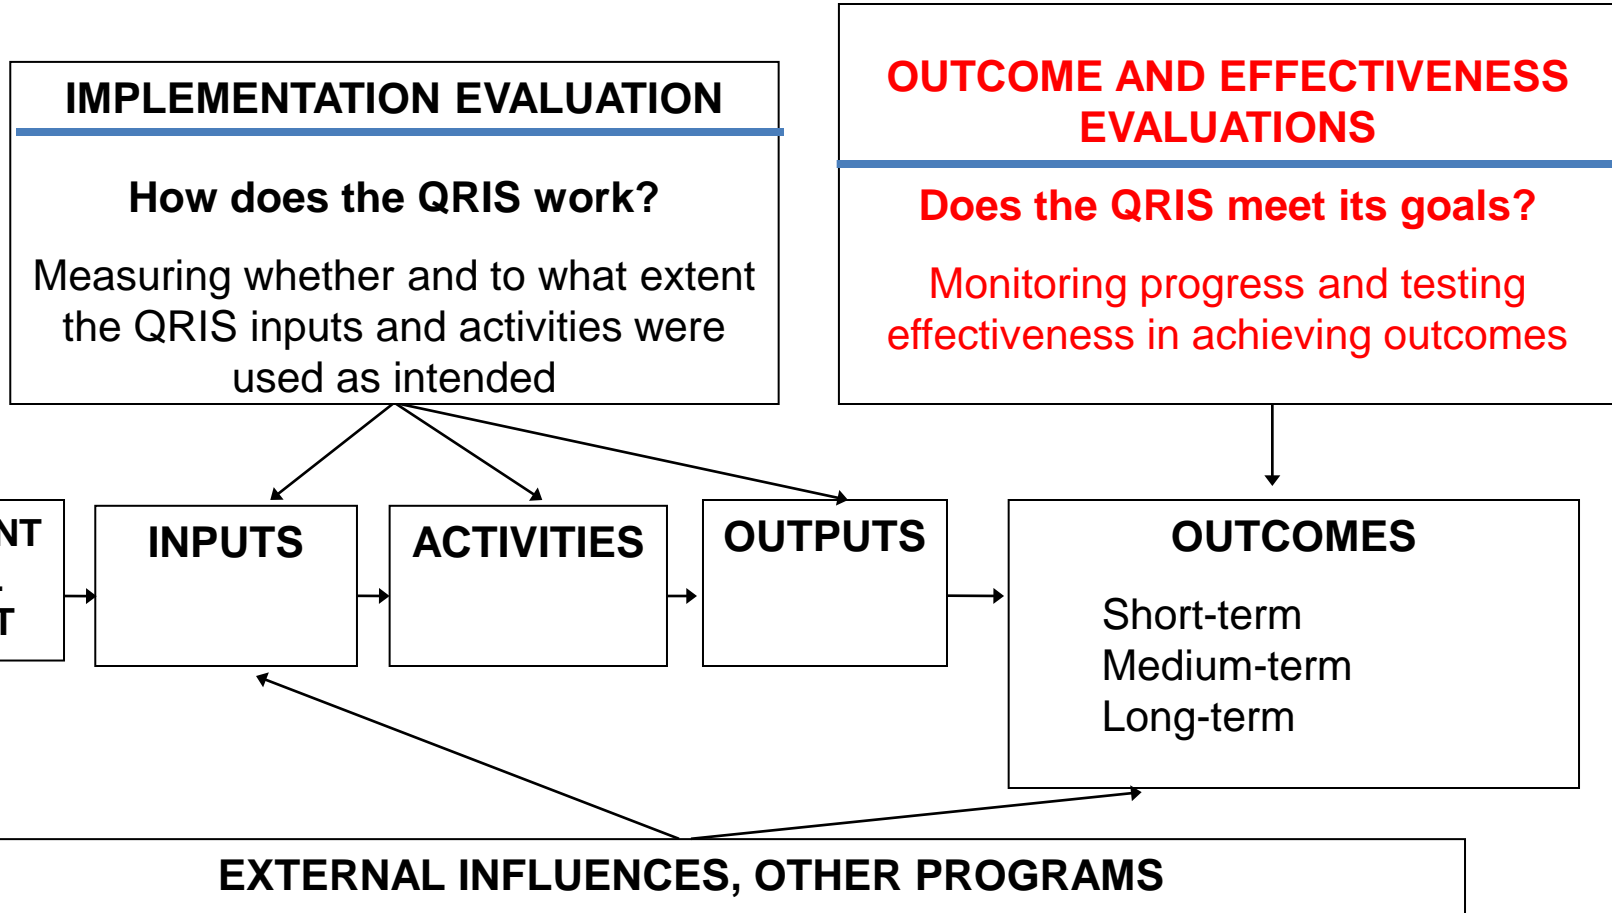 IMPLEMENTATION EVALUATION
How does the QRIS work?
Measuring whether and to what extent
the QRIS inputs and activities were
used as intended
OUTCOME AND EFFECTIVENESS
EVALUATIONS
Does the QRIS meet its goals?
Monitoring progress and testing
effectiveness in achieving outcomes
INPUTS
ACTIVITIES
OUTPUTS
OUTCOMES
Short-term
Medium-term
Long-term
EXTERNAL INFLUENCES, OTHER PROGRAMS